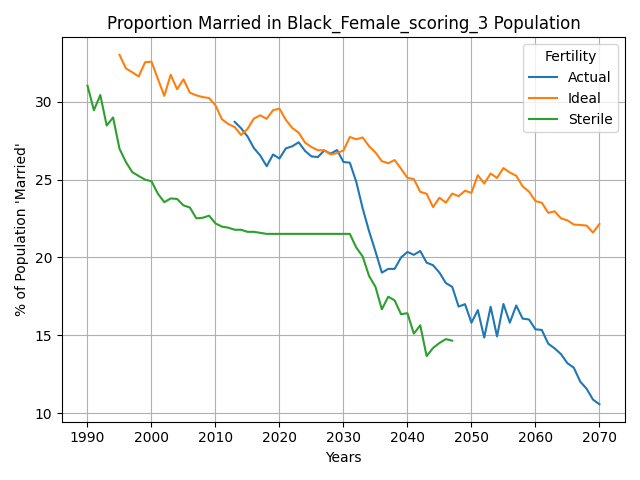 Proportion Married in Black_Female_scoring_3 Population
Fertility
Actual
Ideal
Sterile
% of Population 'Married'
30
25
20
15
10
1990 2000 2010 2020 2030 2040 2050 2060 2070
Years